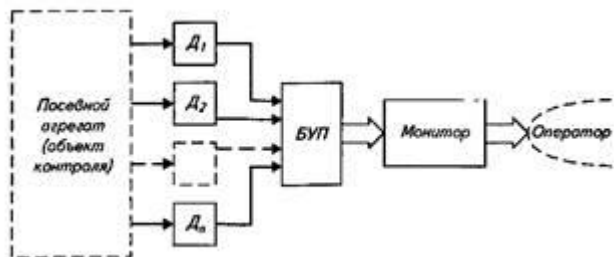 Посевной
агрегат
(объект
контроля)
Д₁
Д₂
Дₙ
БУП
Монитор
Оператор